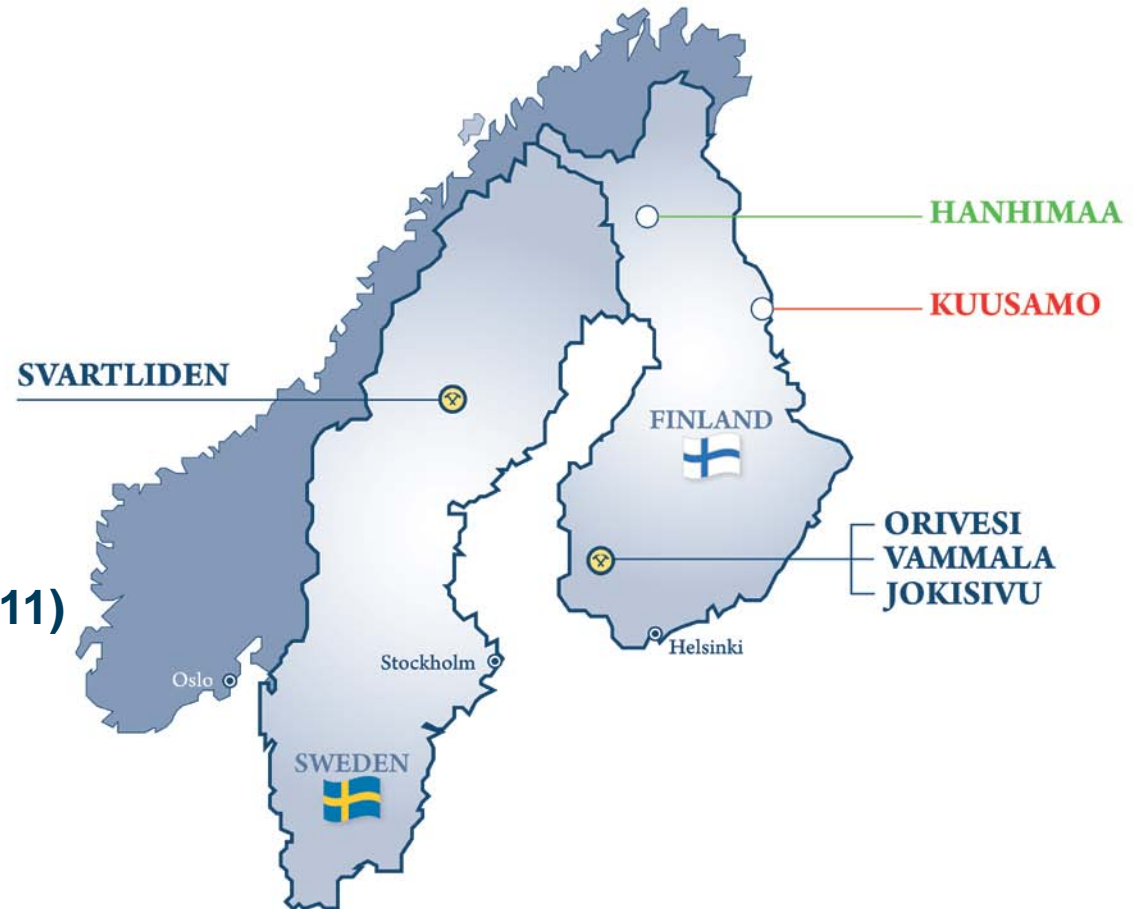 HANHIMAA
KUUSAMO
SVARTLIDEN
FINLAND
ORIVESI
VAMMALA
JOKISIVU
11)
Helsinki
Stockholm
Oslo
SWEDEN